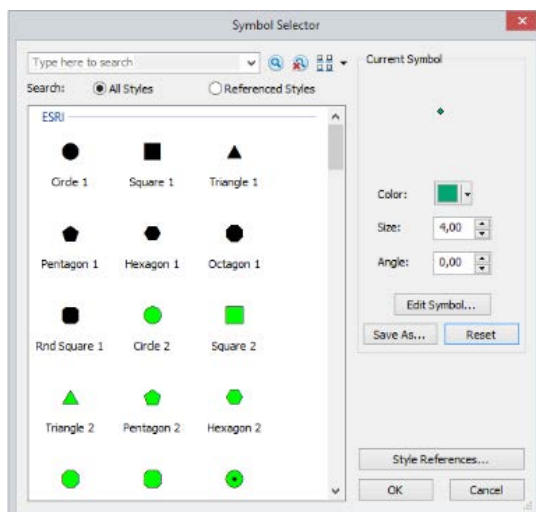 Symbol Selector
Type here to search
Search: All Styles Referenced Styles
ESRI
Circle 1 Square 1 Triangle 1
Pentagon 1 Hexagon 1 Octagon 1
Rnd Square 1 Circle 2 Square 2
Triangle 2 Pentagon 2 Hexagon 2
Current Symbol
Color:
Size: 4,00
Angle: 0,00
Edit Symbol...
Save As... Reset
Style References...
OK Cancel